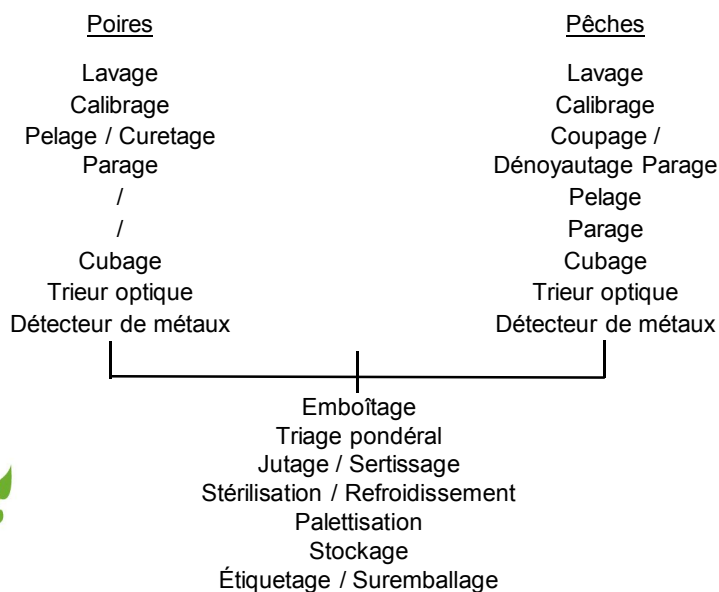 Poires
Lavage
Calibrage
Pelage / Curetage
Parage
/
/
Cubage
Trieur optique
Détecteur de métaux
Pêches
Lavage
Calibrage
Coupage /
Dénoyautage Parage
Pelage
Parage
Cubage
Trieur optique
Détecteur de métaux
Emboîtage
Triage pondéral
Jutage / Sertissage
Stérilisation / Refroidissement
Palettisation
Stockage
Étiquetage / Suremballage